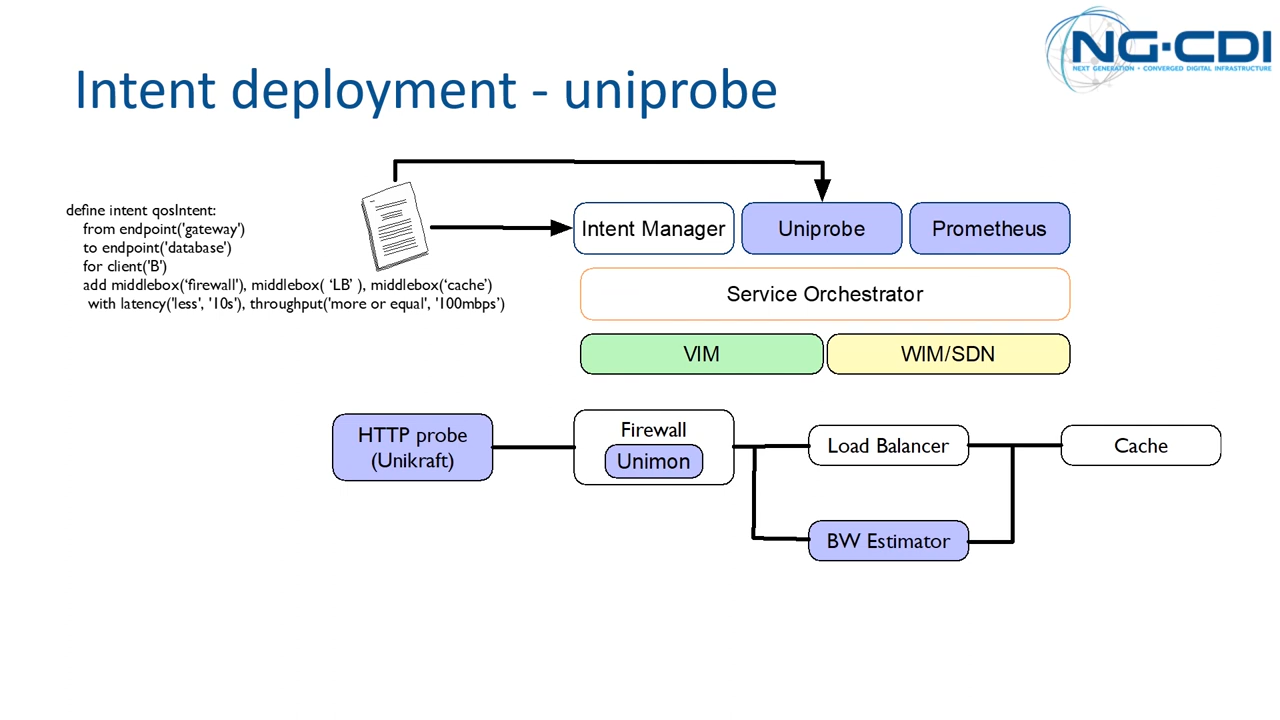 NG-CDI
NEXT GENERATION • CONVERGED DIGITAL INFRASTRUCTURE
Intent deployment - uniprobe
define intent qosIntent:
from endpoint('gateway')
to endpoint('database')
for client('B')
add middlebox(‘firewall'), middlebox( ‘LB’ ), middlebox(‘cache’)
with latency('less', '10s'), throughput('more or equal', '100mbps’)
Intent Manager
Uniprobe
Prometheus
Service Orchestrator
VIM
WIM/SDN
HTTP probe
(Unikraft)
Firewall
Unimon
Load Balancer
Cache
BW Estimator